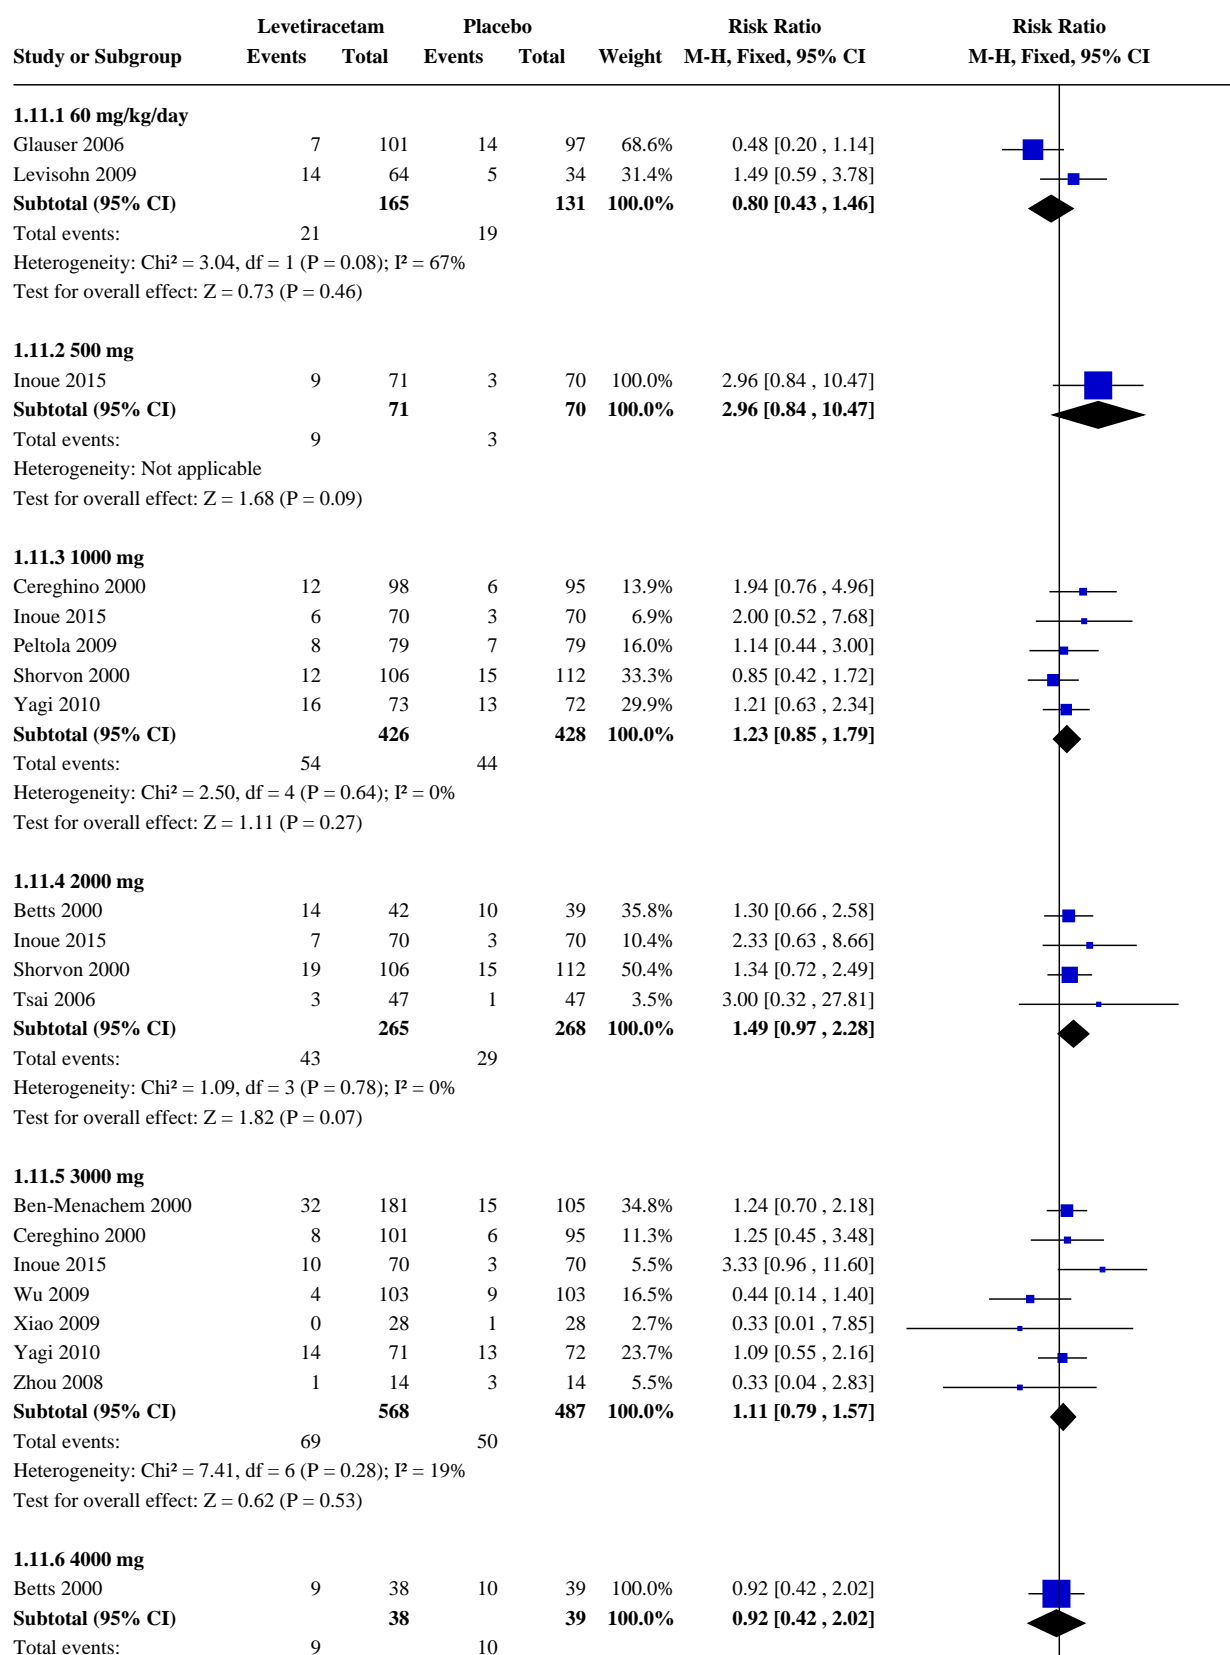 Levetiracetam Placebo Risk Ratio Risk Ratio
Study or Subgroup Events Total Events Total Weight M-H, Fixed, 95% CI M-H, Fixed, 95% CI
1.11.1 60 mg/kg/day
Glauser 2006 7 101 14 97 68.6% 0.48 [0.20 , 1.14]
Levisohn 2009 14 64 5 34 31.4% 1.49 [0.59 , 3.78]
Subtotal (95% CI) 165 131 100.0% 0.80 [0.43 , 1.46]
Total events: 21 19
Heterogeneity: Chi² = 3.04, df = 1 (P = 0.08); I² = 67%
Test for overall effect: Z = 0.73 (P = 0.46)
1.11.2 500 mg
Inoue 2015 9 71 3 70 100.0% 2.96 [0.84 , 10.47]
Subtotal (95% CI) 71 70 100.0% 2.96 [0.84 , 10.47]
Total events: 9 3
Heterogeneity: Not applicable
Test for overall effect: Z = 1.68 (P = 0.09)
1.11.3 1000 mg
Cereghino 2000 12 98 6 95 13.9% 1.94 [0.76 , 4.96]
Inoue 2015 6 70 3 70 6.9% 2.00 [0.52 , 7.68]
Peltola 2009 8 79 7 79 16.0% 1.14 [0.44 , 3.00]
Shorvon 2000 12 106 15 112 33.3% 0.85 [0.42 , 1.72]
Yagi 2010 16 73 13 72 29.9% 1.21 [0.63 , 2.34]
Subtotal (95% CI) 426 428 100.0% 1.23 [0.85 , 1.79]
Total events: 54 44
Heterogeneity: Chi² = 2.50, df = 4 (P = 0.64); I² = 0%
Test for overall effect: Z = 1.11 (P = 0.27)
1.11.4 2000 mg
Betts 2000 14 42 10 39 35.8% 1.30 [0.66 , 2.58]
Inoue 2015 7 70 3 70 10.4% 2.33 [0.63 , 8.66]
Shorvon 2000 19 106 15 112 50.4% 1.34 [0.72 , 2.49]
Tsai 2006 3 47 1 47 3.5% 3.00 [0.32 , 27.81]
Subtotal (95% CI) 265 268 100.0% 1.49 [0.97 , 2.28]
Total events: 43 29
Heterogeneity: Chi² = 1.09, df = 3 (P = 0.78); I² = 0%
Test for overall effect: Z = 1.82 (P = 0.07)
1.11.5 3000 mg
Ben-Menachem 2000 32 181 15 105 34.8% 1.24 [0.70 , 2.18]
Cereghino 2000 8 101 6 95 11.3% 1.25 [0.45 , 3.48]
Inoue 2015 10 70 3 70 5.5% 3.33 [0.96 , 11.60]
Wu 2009 4 103 9 103 16.5% 0.44 [0.14 , 1.40]
Xiao 2009 0 28 1 28 2.7% 0.33 [0.01 , 7.85]
Yagi 2010 14 71 13 72 23.7% 1.09 [0.55 , 2.16]
Zhou 2008 1 14 3 14 5.5% 0.33 [0.04 , 2.83]
Subtotal (95% CI) 568 487 100.0% 1.11 [0.79 , 1.57]
Total events: 69 50
Heterogeneity: Chi² = 7.41, df = 6 (P = 0.28); I² = 19%
Test for overall effect: Z = 0.62 (P = 0.53)
1.11.6 4000 mg
Betts 2000 9 38 10 39 100.0% 0.92 [0.42 , 2.02]
Subtotal (95% CI) 38 39 100.0% 0.92 [0.42 , 2.02]
Total events: 9 10